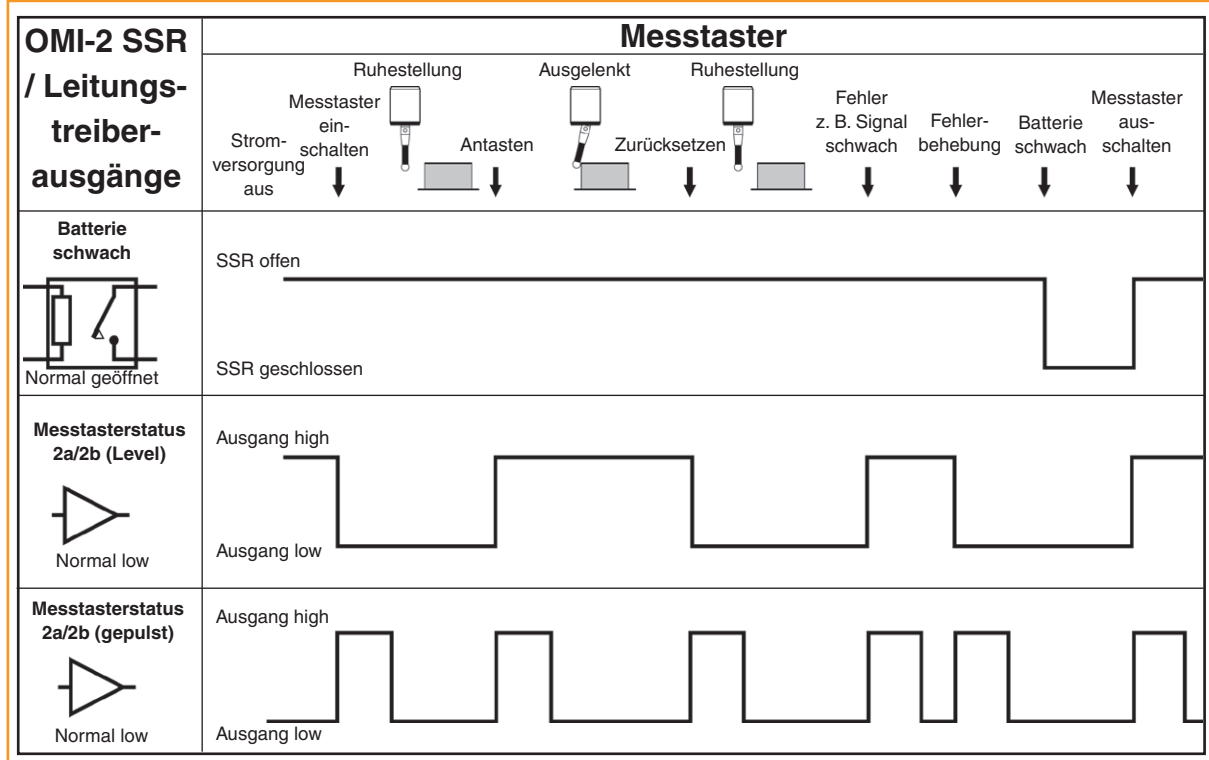 OMI-2 SSR
/ Leitungs-
treiber-
ausgänge
Messtaster
Strom-
versorgung
aus
Messtaster
ein-
schalten
Ruhestellung
Antasten
Ausgelenkt
Zurücksetzen
Ruhestellung
Fehler
z. B. Signal
schwach
Fehler-
behebung
Batterie
schwach
Messtaster
aus-
schalten
Batterie
schwach
Normal geöffnet
SSR offen
SSR geschlossen
Messtasterstatus
2a/2b (Level)
Normal low
Ausgang high
Ausgang low
Messtasterstatus
2a/2b (gepulst)
Normal low
Ausgang high
Ausgang low